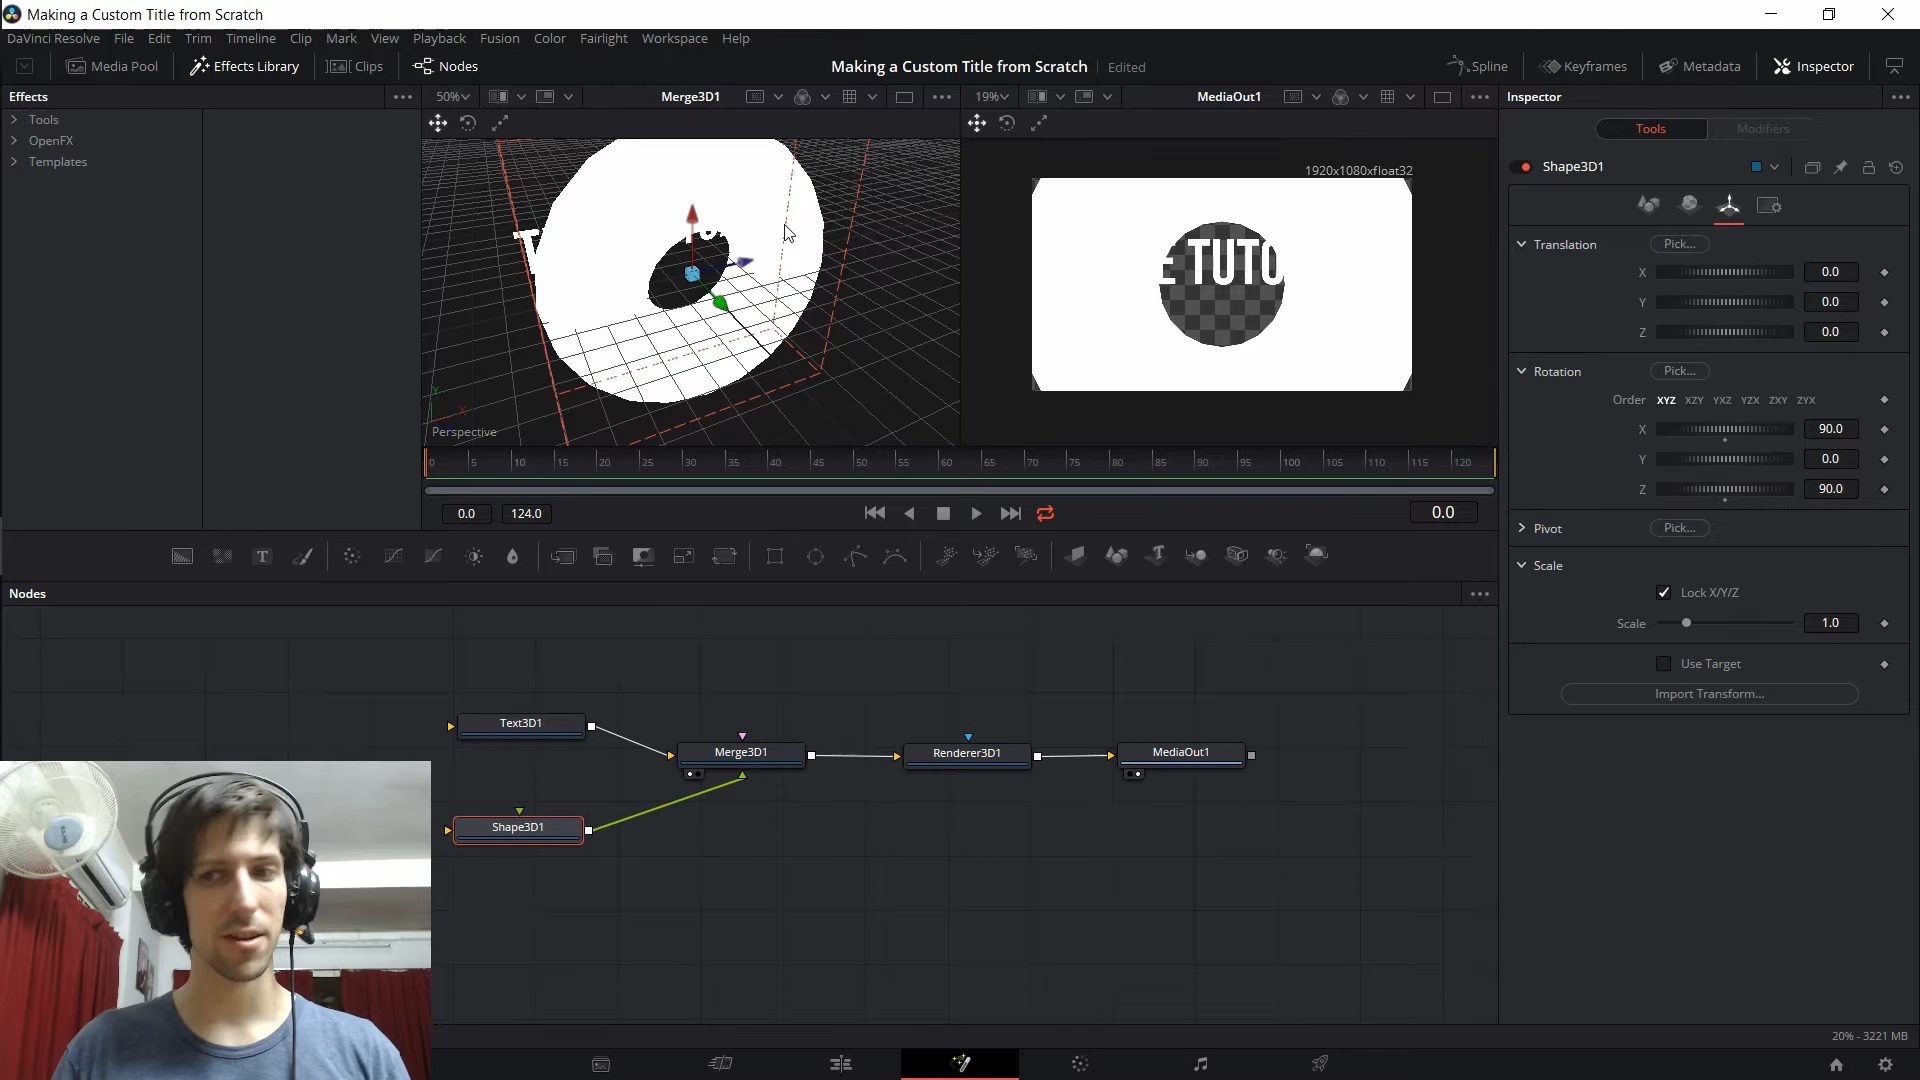 Making a Custom Title from Scratch
DaVinci Resolve File Edit Trim Timeline Clip Mark View Playback Fusion Color Fairlight Workspace Help
Media Pool Effects Library Clips Nodes Making a Custom Title from Scratch Edited Spline Keyframes Metadata Inspector
Effects 50% Merge3D1 19% MediaOut1 Inspector
Tools
OpenFX
Templates
1920x1080xfloat32
E TUTO
Y
X
Perspective
Tools Modifiers
Shape3D1
Translation Pick...
X 0.0
Y 0.0
Z 0.0
Rotation Pick...
Order XYZ XZY YXZ YZX ZXY ZYX
X 90.0
Y 0.0
Z 90.0
Pivot Pick...
Scale
Lock X/Y/Z
Scale 1.0
Use Target
Import Transform...
0 5 10 15 20 25 30 35 40 45 50 55 60 65 70 75 80 85 90 95 100 105 110 115 120
0.0 124.0 0.0
Nodes
Text3D1
Merge3D1 Renderer3D1 MediaOut1
Shape3D1
20% - 3221 MB